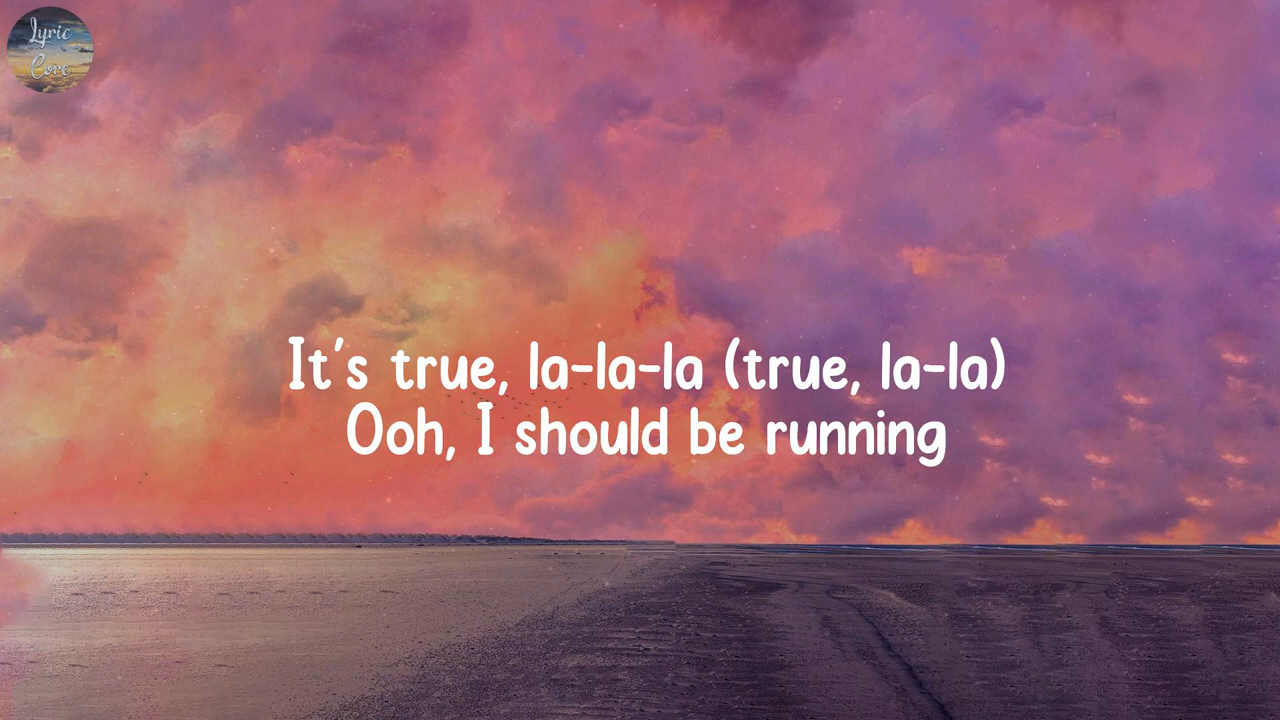 Lyric
Core
It's true, la-la-la (true, la-la)
Ooh, I should be running